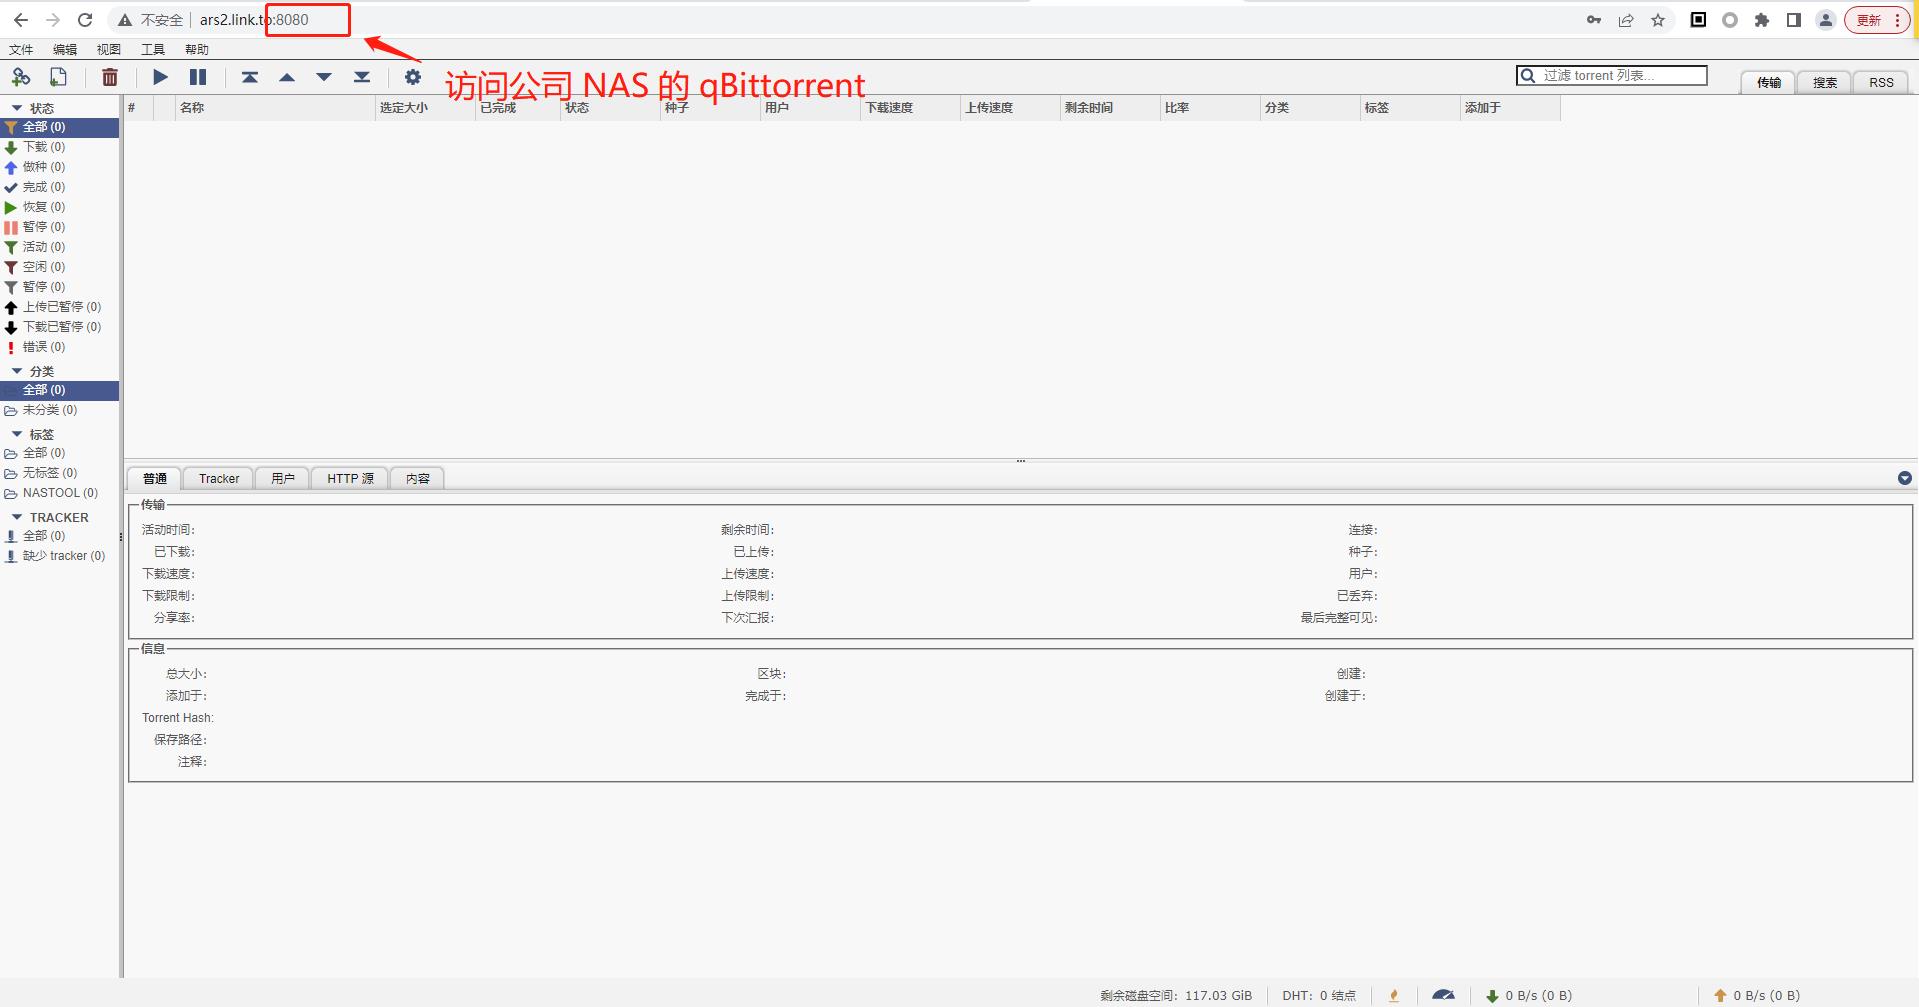 不安全 ars2.link.to:8080 更新
文件 编辑 视图 工具 帮助
访问公司 NAS 的 qBittorrent
过滤 torrent 列表...
传输 搜索 RSS
# 名称 选定大小 已完成 状态 种子 用户 下载速度 上传速度 剩余时间 比率 分类 标签 添加于
状态
全部 (0)
下载 (0)
做种 (0)
完成 (0)
恢复 (0)
暂停 (0)
活动 (0)
空闲 (0)
暂停 (0)
上传已暂停 (0)
下载已暂停 (0)
错误 (0)
分类
全部 (0)
未分类 (0)
标签
全部 (0)
无标签 (0)
NASTOOL (0)
TRACKER
全部 (0)
缺少 tracker (0)
普通 Tracker 用户 HTTP 源 内容
传输
活动时间: 剩余时间: 连接:
已下载: 已上传: 种子:
下载速度: 上传速度: 用户:
下载限制: 上传限制: 已丢弃:
分享率: 下次汇报: 最后完整可见:
信息
总大小: 区块: 创建:
添加于: 完成于: 创建于:
Torrent Hash:
保存路径:
注释:
剩余磁盘空间: 117.03 GiB DHT: 0 结点 0 B/s (0 B) 0 B/s (0 B)